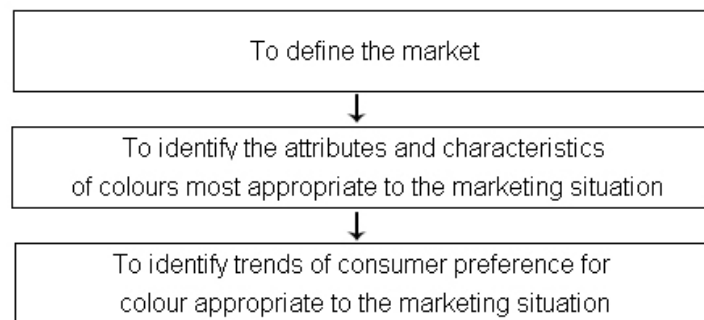 To define the market
To identify the attributes and characteristics
of colours most appropriate to the marketing situation
To identify trends of consumer preference for
colour appropriate to the marketing situation